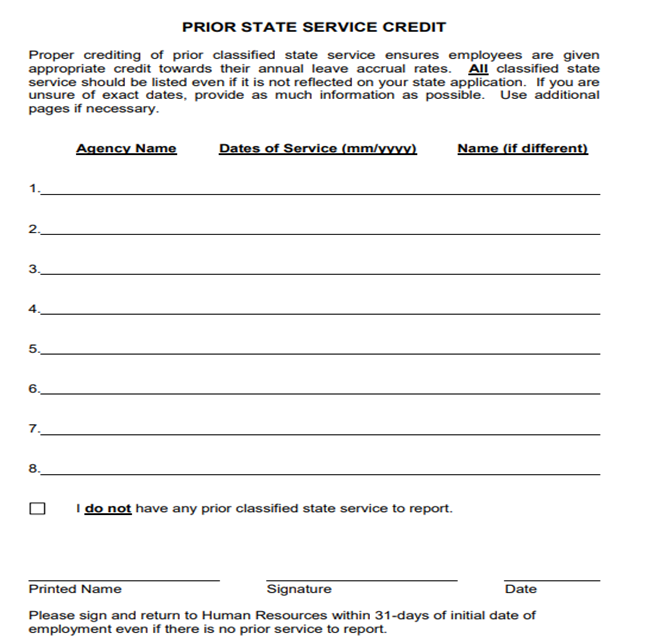 PRIOR STATE SERVICE CREDIT
Proper crediting of prior classified state service ensures employees are given
appropriate credit towards their annual leave accrual rates. All classified state
service should be listed even if it is not reflected on your state application. If you are
unsure of exact dates, provide as much information as possible. Use additional
pages if necessary.
Agency Name Dates of Service (mm/yyyy) Name (if different)
1.
2.
3.
4.
5.
6.
7.
8.
I do not have any prior classified state service to report.
Printed Name Signature Date
Please sign and return to Human Resources within 31-days of initial date of
employment even if there is no prior service to report.